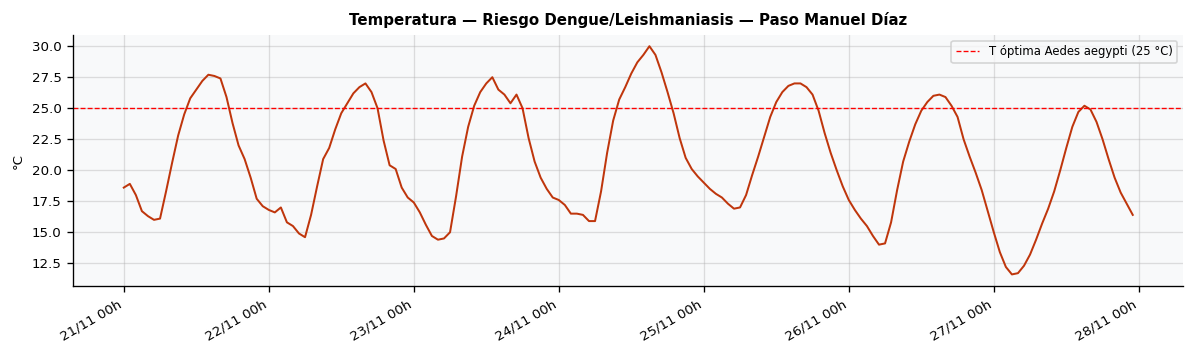 Temperatura — Riesgo Dengue/Leishmaniasis — Paso Manuel Díaz
T óptima Aedes aegypti (25 °C)
°C
30.0
27.5
25.0
22.5
20.0
17.5
15.0
12.5
21/11 00h
22/11 00h
23/11 00h
24/11 00h
25/11 00h
26/11 00h
27/11 00h
28/11 00h